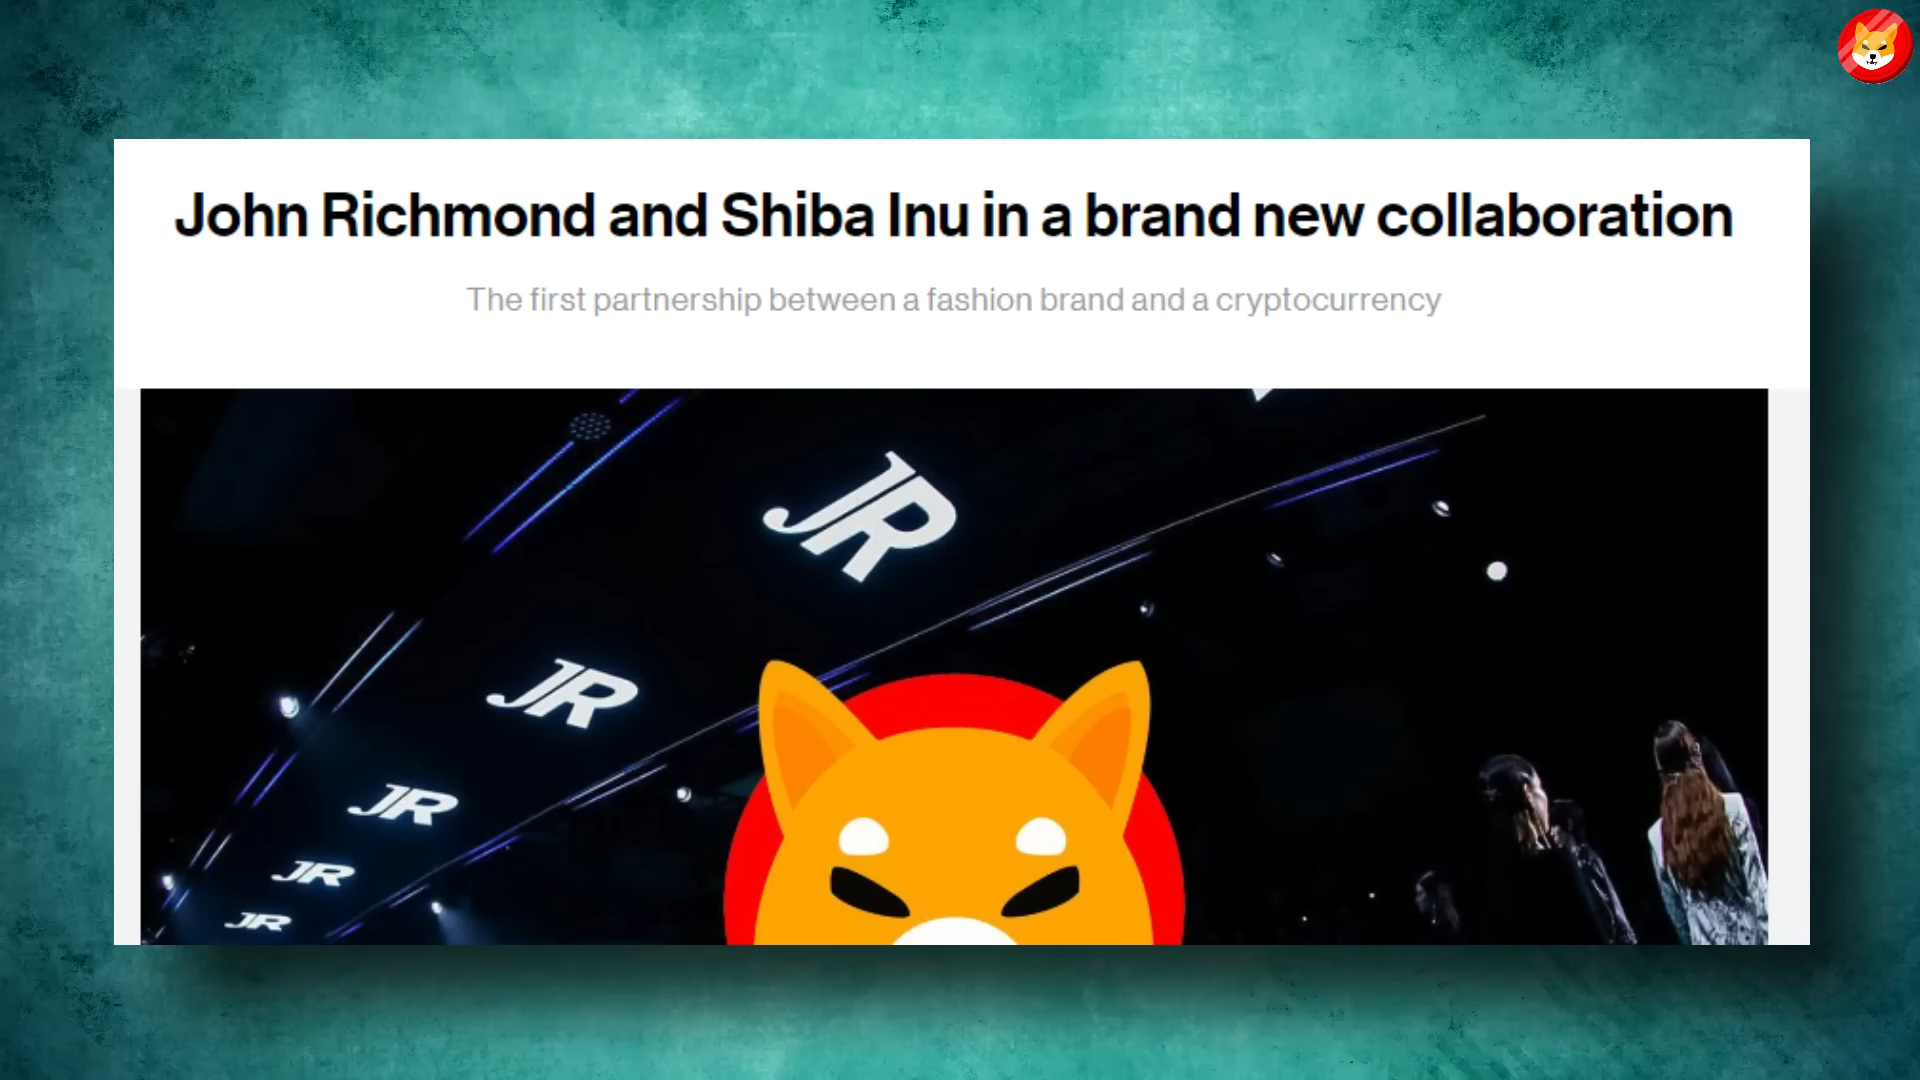 John Richmond and Shiba Inu in a brand new collaboration
The first partnership between a fashion brand and a cryptocurrency
JR
JR
JR
JR
JR